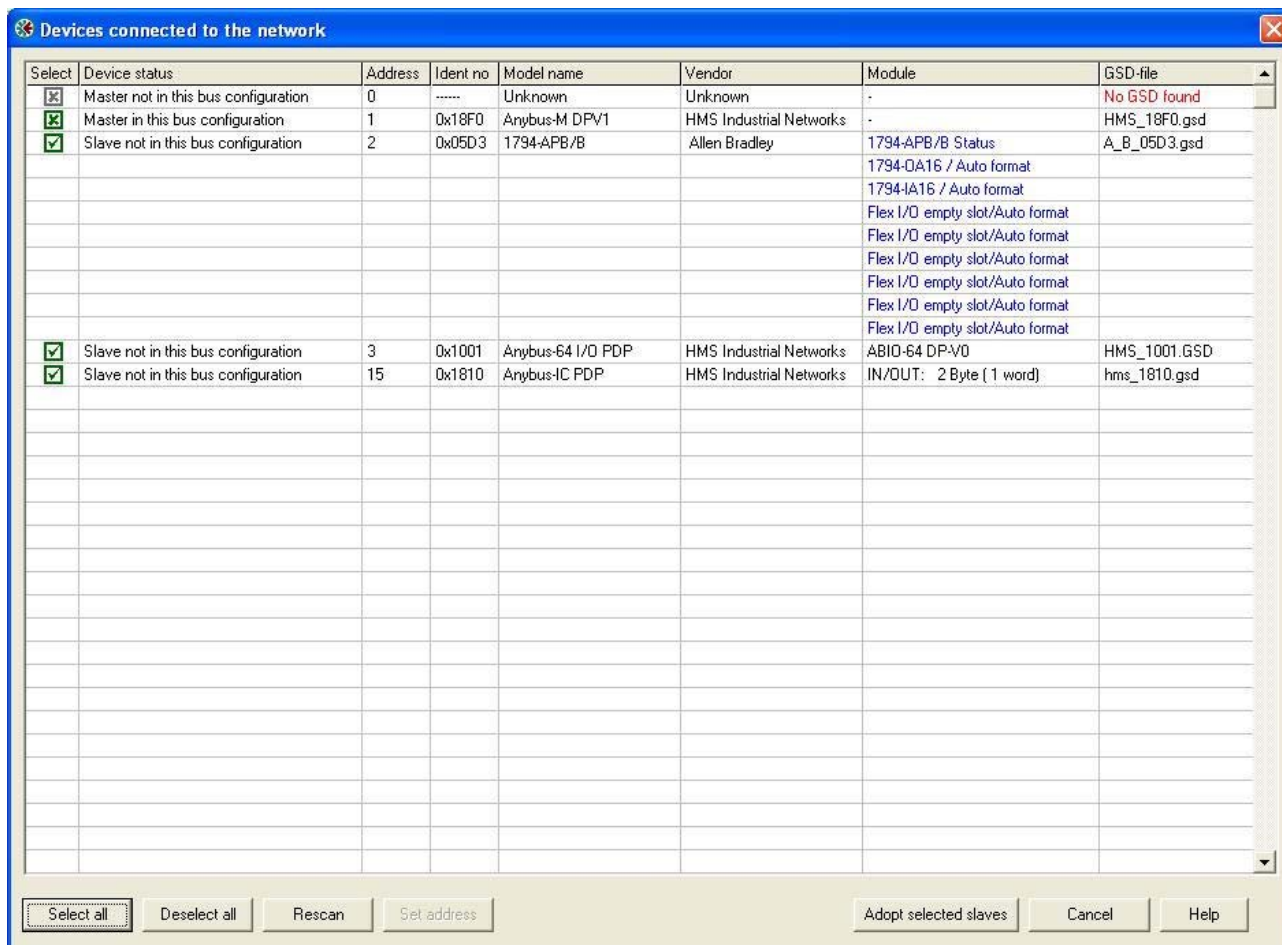 Devices connected to the network
Select Device status Address Ident no Model name Vendor Module GSD-file
Master not in this bus configuration 0 ------ Unknown Unknown - No GSD found
Master in this bus configuration 1 0x18F0 Anybus-M DPV1 HMS Industrial Networks - HMS_18F0.gsd
Slave not in this bus configuration 2 0x05D3 1794-APB/B Allen Bradley 1794-APB/B Status A_B_05D3.gsd
1794-OA16 / Auto format
1794-IA16 / Auto format
Flex I/O empty slot/Auto format
Flex I/O empty slot/Auto format
Flex I/O empty slot/Auto format
Flex I/O empty slot/Auto format
Flex I/O empty slot/Auto format
Flex I/O empty slot/Auto format
Slave not in this bus configuration 3 0x1001 Anybus-64 I/O PDP HMS Industrial Networks ABIO-64 DP-V0 HMS_1001.GSD
Slave not in this bus configuration 15 0x1810 Anybus-IC PDP HMS Industrial Networks IN/OUT: 2 Byte ( 1 word) hms_1810.gsd
Select all Deselect all Rescan Set address Adopt selected slaves Cancel Help